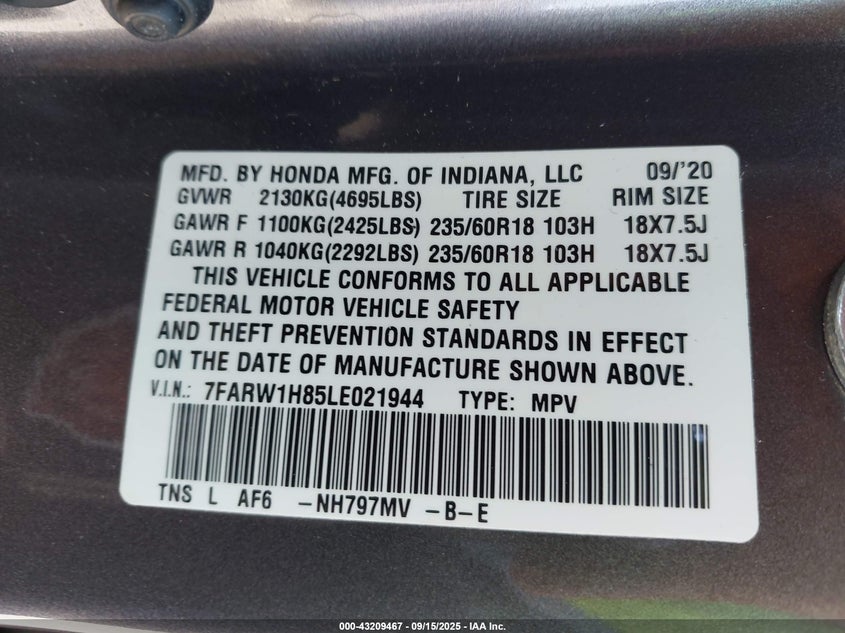 MFD. BY HONDA MFG. OF INDIANA, LLC 09/'20
GVWR 2130KG(4695LBS) TIRE SIZE RIM SIZE
GAWR F 1100KG(2425LBS) 235/60R18 103H 18X7.5J
GAWR R 1040KG(2292LBS) 235/60R18 103H 18X7.5J
THIS VEHICLE CONFORMS TO ALL APPLICABLE
FEDERAL MOTOR VEHICLE SAFETY
AND THEFT PREVENTION STANDARDS IN EFFECT
ON THE DATE OF MANUFACTURE SHOWN ABOVE.
V.I.N.: 7FARW1H85LE021944 TYPE: MPV
TNS L AF6 -NH797MV -B-E
000-43209467 - 09/15/2025 - IAA Inc.